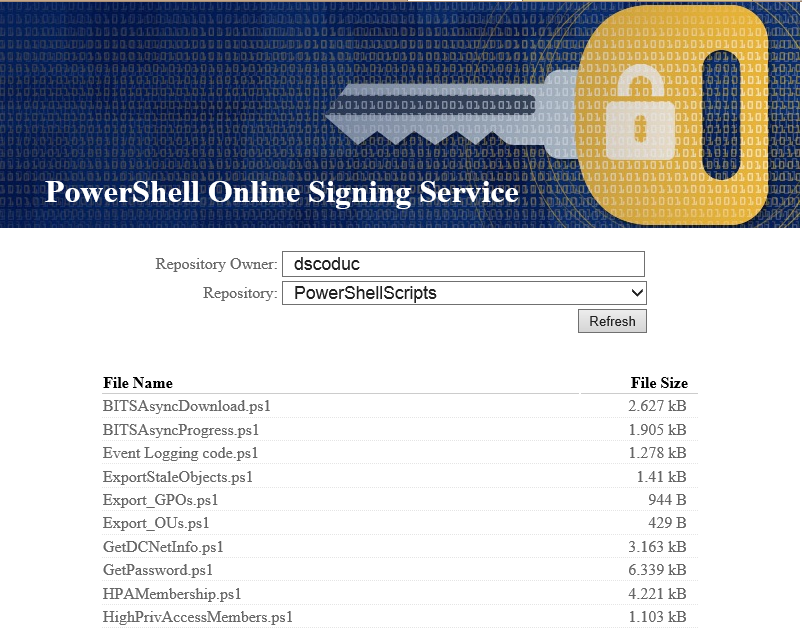 PowerShell Online Signing Service
Repository Owner: dscoduc
Repository: PowerShellScripts
Refresh
File Name File Size
BITSAsyncDownload.ps1 2.627 kB
BITSAsyncProgress.ps1 1.905 kB
Event Logging code.ps1 1.278 kB
ExportStaleObjects.ps1 1.41 kB
Export_GPOs.ps1 944 B
Export_OUs.ps1 429 B
GetDCNetInfo.ps1 3.163 kB
GetPassword.ps1 6.339 kB
HPAMembership.ps1 4.221 kB
HighPrivAccessMembers.ps1 1.103 kB